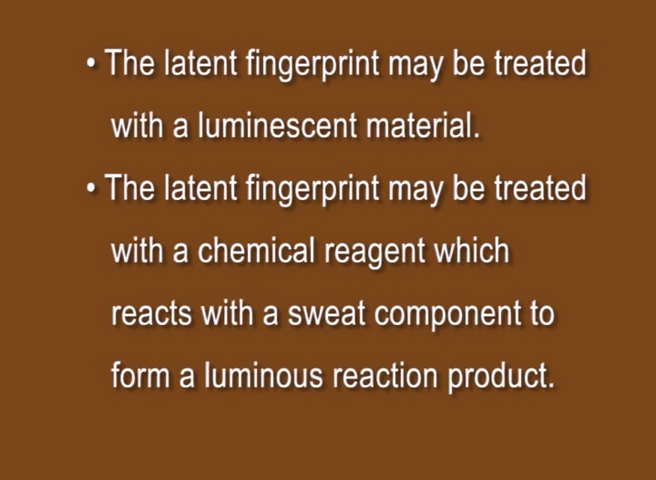 • The latent fingerprint may be treated
with a luminescent material.
• The latent fingerprint may be treated
with a chemical reagent which
reacts with a sweat component to
form a luminous reaction product.